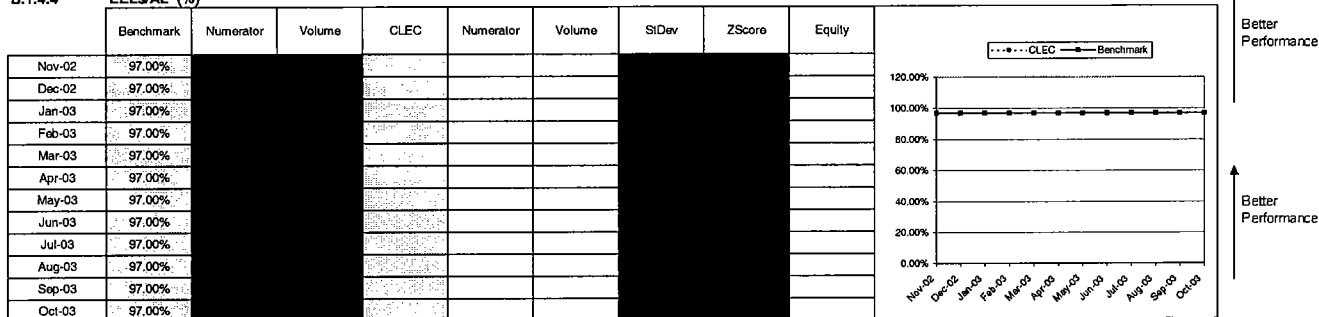 Benchmark Numerator Volume CLEC Numerator Volume StDev ZScore Equity
Nov-02 97.00%
Dec-02 97.00%
Jan-03 97.00%
Feb-03 97.00%
Mar-03 97.00%
Apr-03 97.00%
May-03 97.00%
Jun-03 97.00%
Jul-03 97.00%
Aug-03 97.00%
Sep-03 97.00%
Oct-03 97.00%
CLEC Benchmark
120.00%
100.00%
80.00%
60.00%
40.00%
20.00%
0.00%
Nov-02 Dec-02 Jan-03 Feb-03 Mar-03 Apr-03 May-03 Jun-03 Jul-03 Aug-03 Sep-03 Oct-03
Better
Performance
Better
Performance